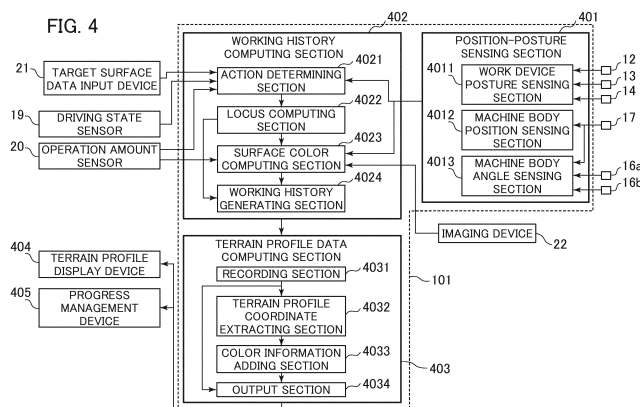 FIG. 4
402
WORKING HISTORY
COMPUTING SECTION
4021
ACTION DETERMINING
SECTION
4022
LOCUS COMPUTING
SECTION
4023
SURFACE COLOR
COMPUTING SECTION
4024
WORKING HISTORY
GENERATING SECTION
21
TARGET SURFACE
DATA INPUT DEVICE
19
DRIVING STATE
SENSOR
20
OPERATION AMOUNT
SENSOR
401
POSITION-POSTURE
SENSING SECTION
4011
WORK DEVICE
POSTURE SENSING
SECTION
4012
MACHINE BODY
POSITION SENSING
SECTION
4013
MACHINE BODY
ANGLE SENSING
SECTION
12
13
14
17
16a
16b
IMAGING DEVICE
22
101
TERRAIN PROFILE DATA
COMPUTING SECTION
4031
RECORDING SECTION
4032
TERRAIN PROFILE
COORDINATE
EXTRACTING SECTION
4033
COLOR INFORMATION
ADDING SECTION
4034
OUTPUT SECTION
403
404
TERRAIN PROFILE
DISPLAY DEVICE
405
PROGRESS
MANAGEMENT
DEVICE